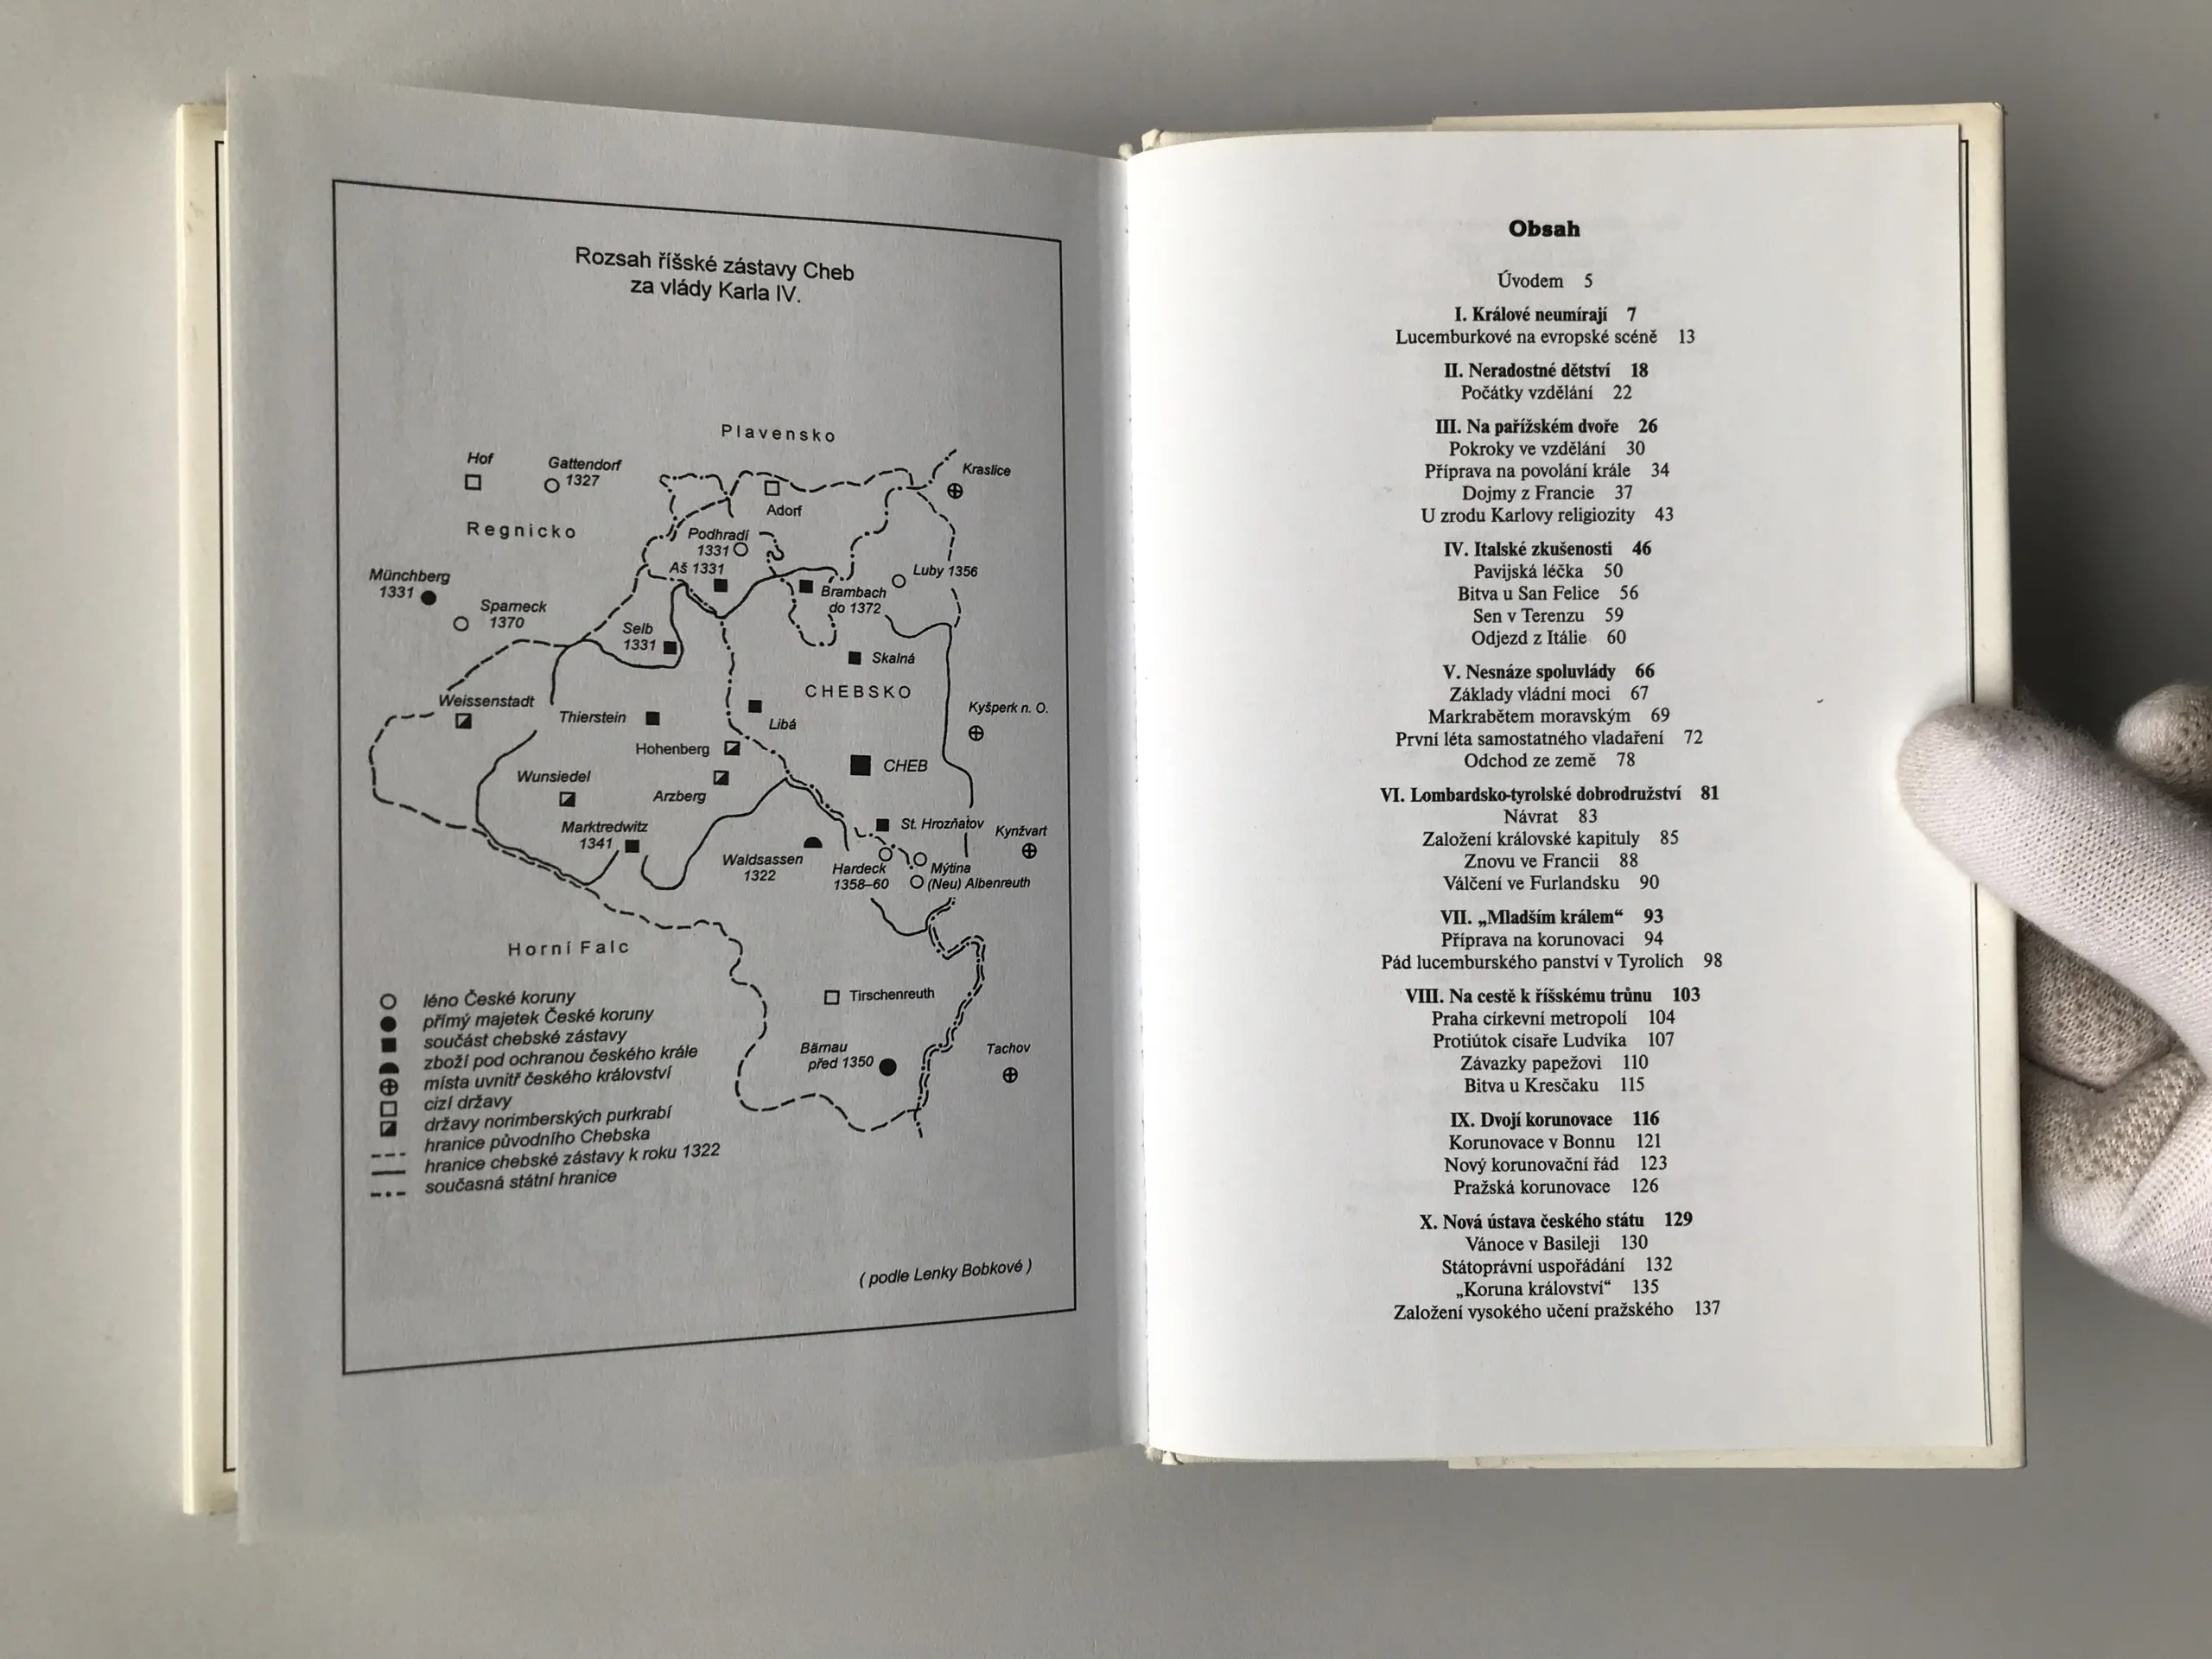 Rozsah říšské zástavy Cheb
za vlády Karla IV.
Plavensko
Hof
Gattendorf
1327
Kraslice
Adorf
Regnicko
Podhradí
1331
Aš 1331
Luby 1356
Münchberg
1331
Brambach
do 1372
Sparneck
1370
Selb
1331
Skalná
CHEBSKO
Weissenstadt
Thierstein
Libá
Kyšperk n. O.
Hohenberg
CHEB
Wunsiedel
Arzberg
Marktredwitz
1341
St. Hrozňatov
Kynžvart
Waldsassen
1322
Hardeck
1358–60
Mýtina
(Neu) Albenreuth
Horní Falc
Tirschenreuth
Bärnau
před 1350
Tachov
léno České koruny
přímý majetek České koruny
součást chebské zástavy
zboží pod ochranou českého krále
místa uvnitř českého království
cizí državy
državy norimberských purkrabí
hranice původního Chebska
hranice chebské zástavy k roku 1322
současná státní hranice
( podle Lenky Bobkové )
Obsah
Úvodem 5
I. Králové neumírají 7
Lucemburkové na evropské scéně 13
II. Neradostné dětství 18
Počátky vzdělání 22
III. Na pařížském dvoře 26
Pokroky ve vzdělání 30
Příprava na povolání krále 34
Dojmy z Francie 37
U zrodu Karlovy religiozity 43
IV. Italské zkušenosti 46
Pavijská léčka 50
Bitva u San Felice 56
Sen v Terenzu 59
Odjezd z Itálie 60
V. Nesnáze spoluvlády 66
Základy vládní moci 67
Markrabětem moravským 69
První léta samostatného vladaření 72
Odchod ze země 78
VI. Lombardsko-tyrolské dobrodružství 81
Návrat 83
Založení královské kapituly 85
Znovu ve Francii 88
Válčení ve Furlandsku 90
VII. „Mladším králem“ 93
Příprava na korunovaci 94
Pád lucemburského panství v Tyrolích 98
VIII. Na cestě k říšskému trůnu 103
Praha církevní metropolí 104
Protiútok císaře Ludvíka 107
Závazky papežovi 110
Bitva u Kresčaku 115
IX. Dvojí korunovace 116
Korunovace v Bonnu 121
Nový korunovační řád 123
Pražská korunovace 126
X. Nová ústava českého státu 129
Vánoce v Basileji 130
Státoprávní uspořádání 132
„Koruna království“ 135
Založení vysokého učení pražského 137